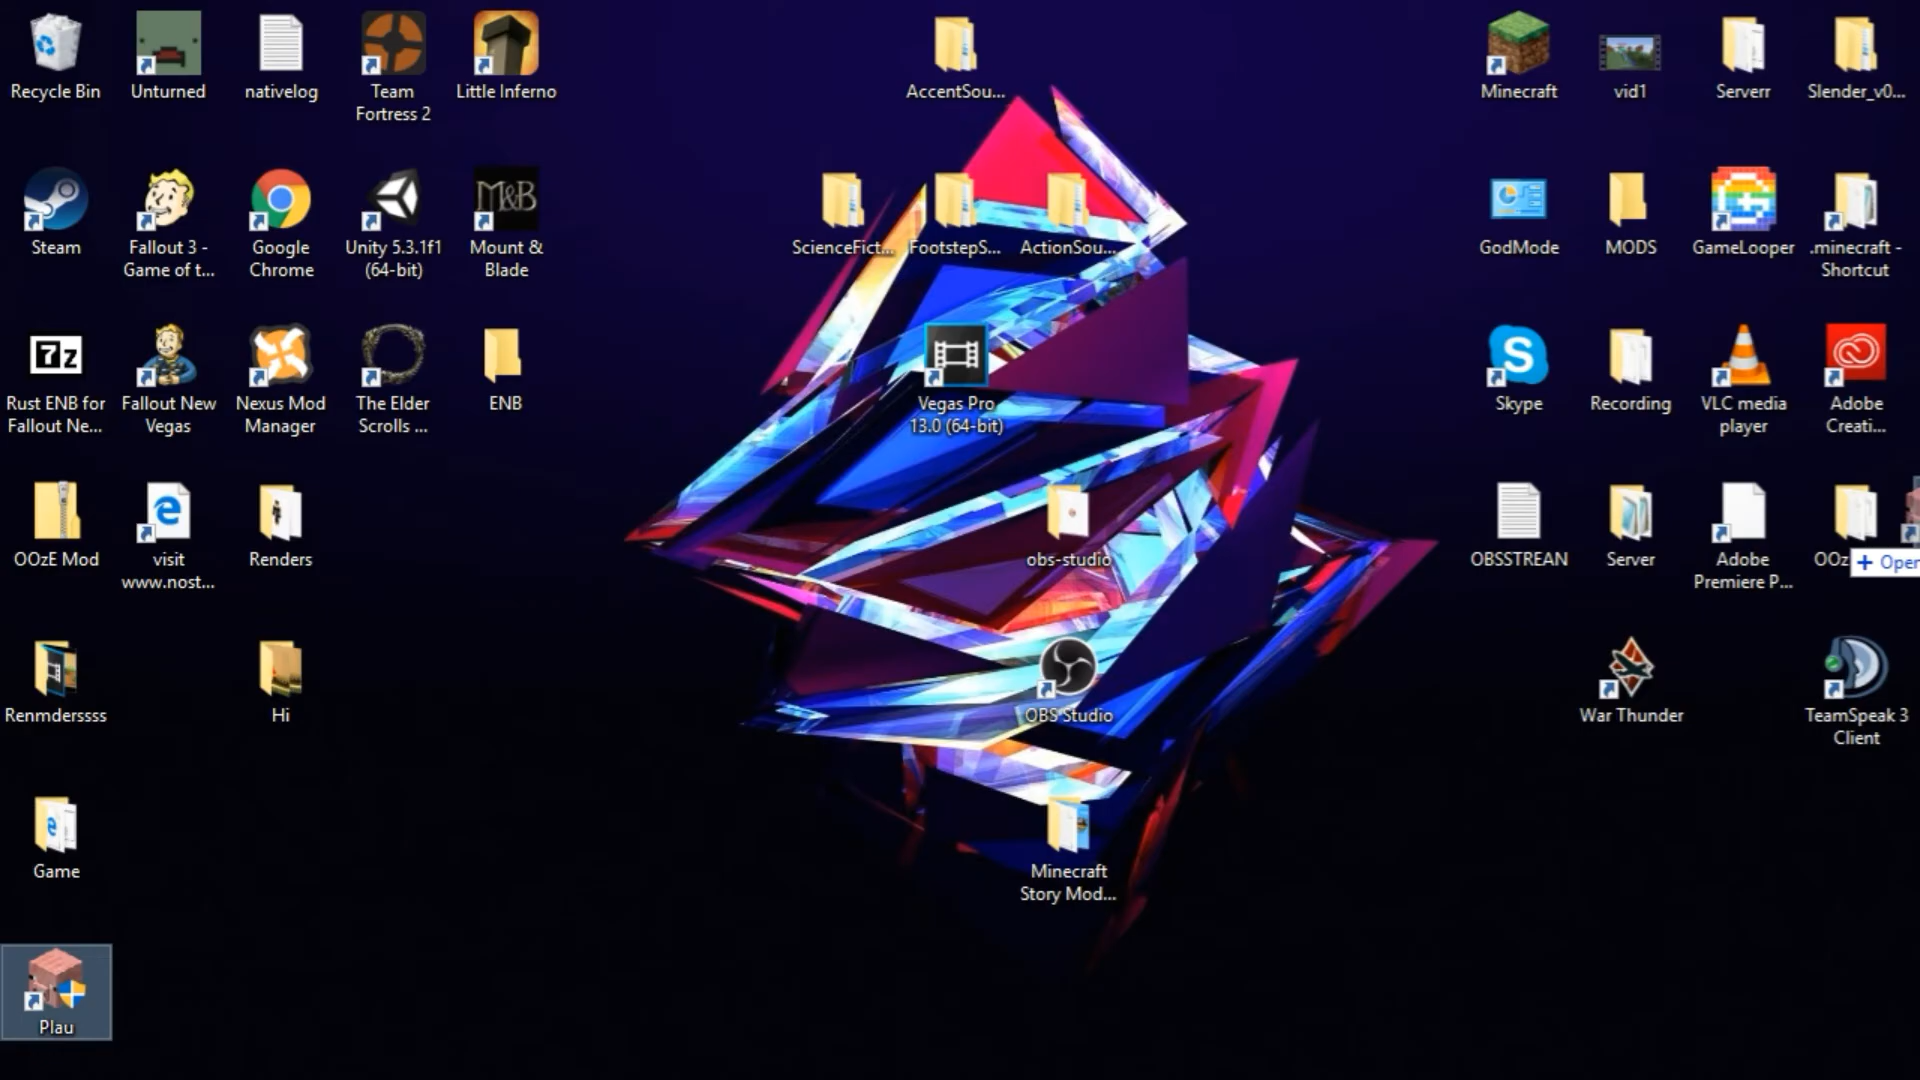 Recycle Bin
Unturned
nativelog
Team
Fortress 2
Little Inferno
AccentSou...
Minecraft
vid1
Serverr
Slender_v0...
Steam
Fallout 3 -
Game of t...
Google
Chrome
Unity 5.3.1f1
(64-bit)
M&B
Mount &
Blade
ScienceFict...
FootstepS...
ActionSou...
GodMode
MODS
GameLooper
.minecraft -
Shortcut
7z
Rust ENB for
Fallout Ne...
Fallout New
Vegas
Nexus Mod
Manager
The Elder
Scrolls ...
ENB
Vegas Pro
13.0 (64-bit)
S
Skype
Recording
VLC media
player
Adobe
Creati...
OOzE Mod
visit
www.nost...
Renders
obs-studio
OBSSTREAN
Server
Adobe
Premiere P...
OOz
+ Oper
Renmderssss
Hi
OBS Studio
War Thunder
TeamSpeak 3
Client
Game
Minecraft
Story Mod...
Plau